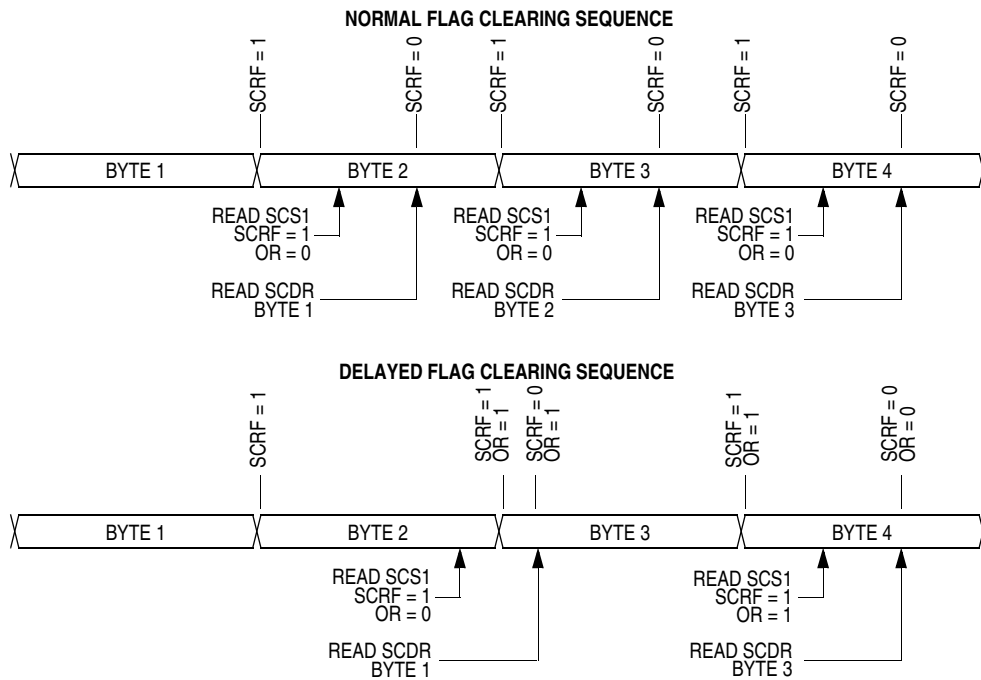 NORMAL FLAG CLEARING SEQUENCE
SCRF = 1
SCRF = 0
SCRF = 1
SCRF = 0
SCRF = 1
SCRF = 0
BYTE 1
BYTE 2
BYTE 3
BYTE 4
READ SCS1
SCRF = 1
OR = 0
READ SCS1
SCRF = 1
OR = 0
READ SCS1
SCRF = 1
OR = 0
READ SCDR
BYTE 1
READ SCDR
BYTE 2
READ SCDR
BYTE 3
DELAYED FLAG CLEARING SEQUENCE
SCRF = 1
SCRF = 1
OR = 1
SCRF = 0
OR = 1
SCRF = 1
OR = 1
SCRF = 0
OR = 0
BYTE 1
BYTE 2
BYTE 3
BYTE 4
READ SCS1
SCRF = 1
OR = 0
READ SCS1
SCRF = 1
OR = 1
READ SCDR
BYTE 1
READ SCDR
BYTE 3